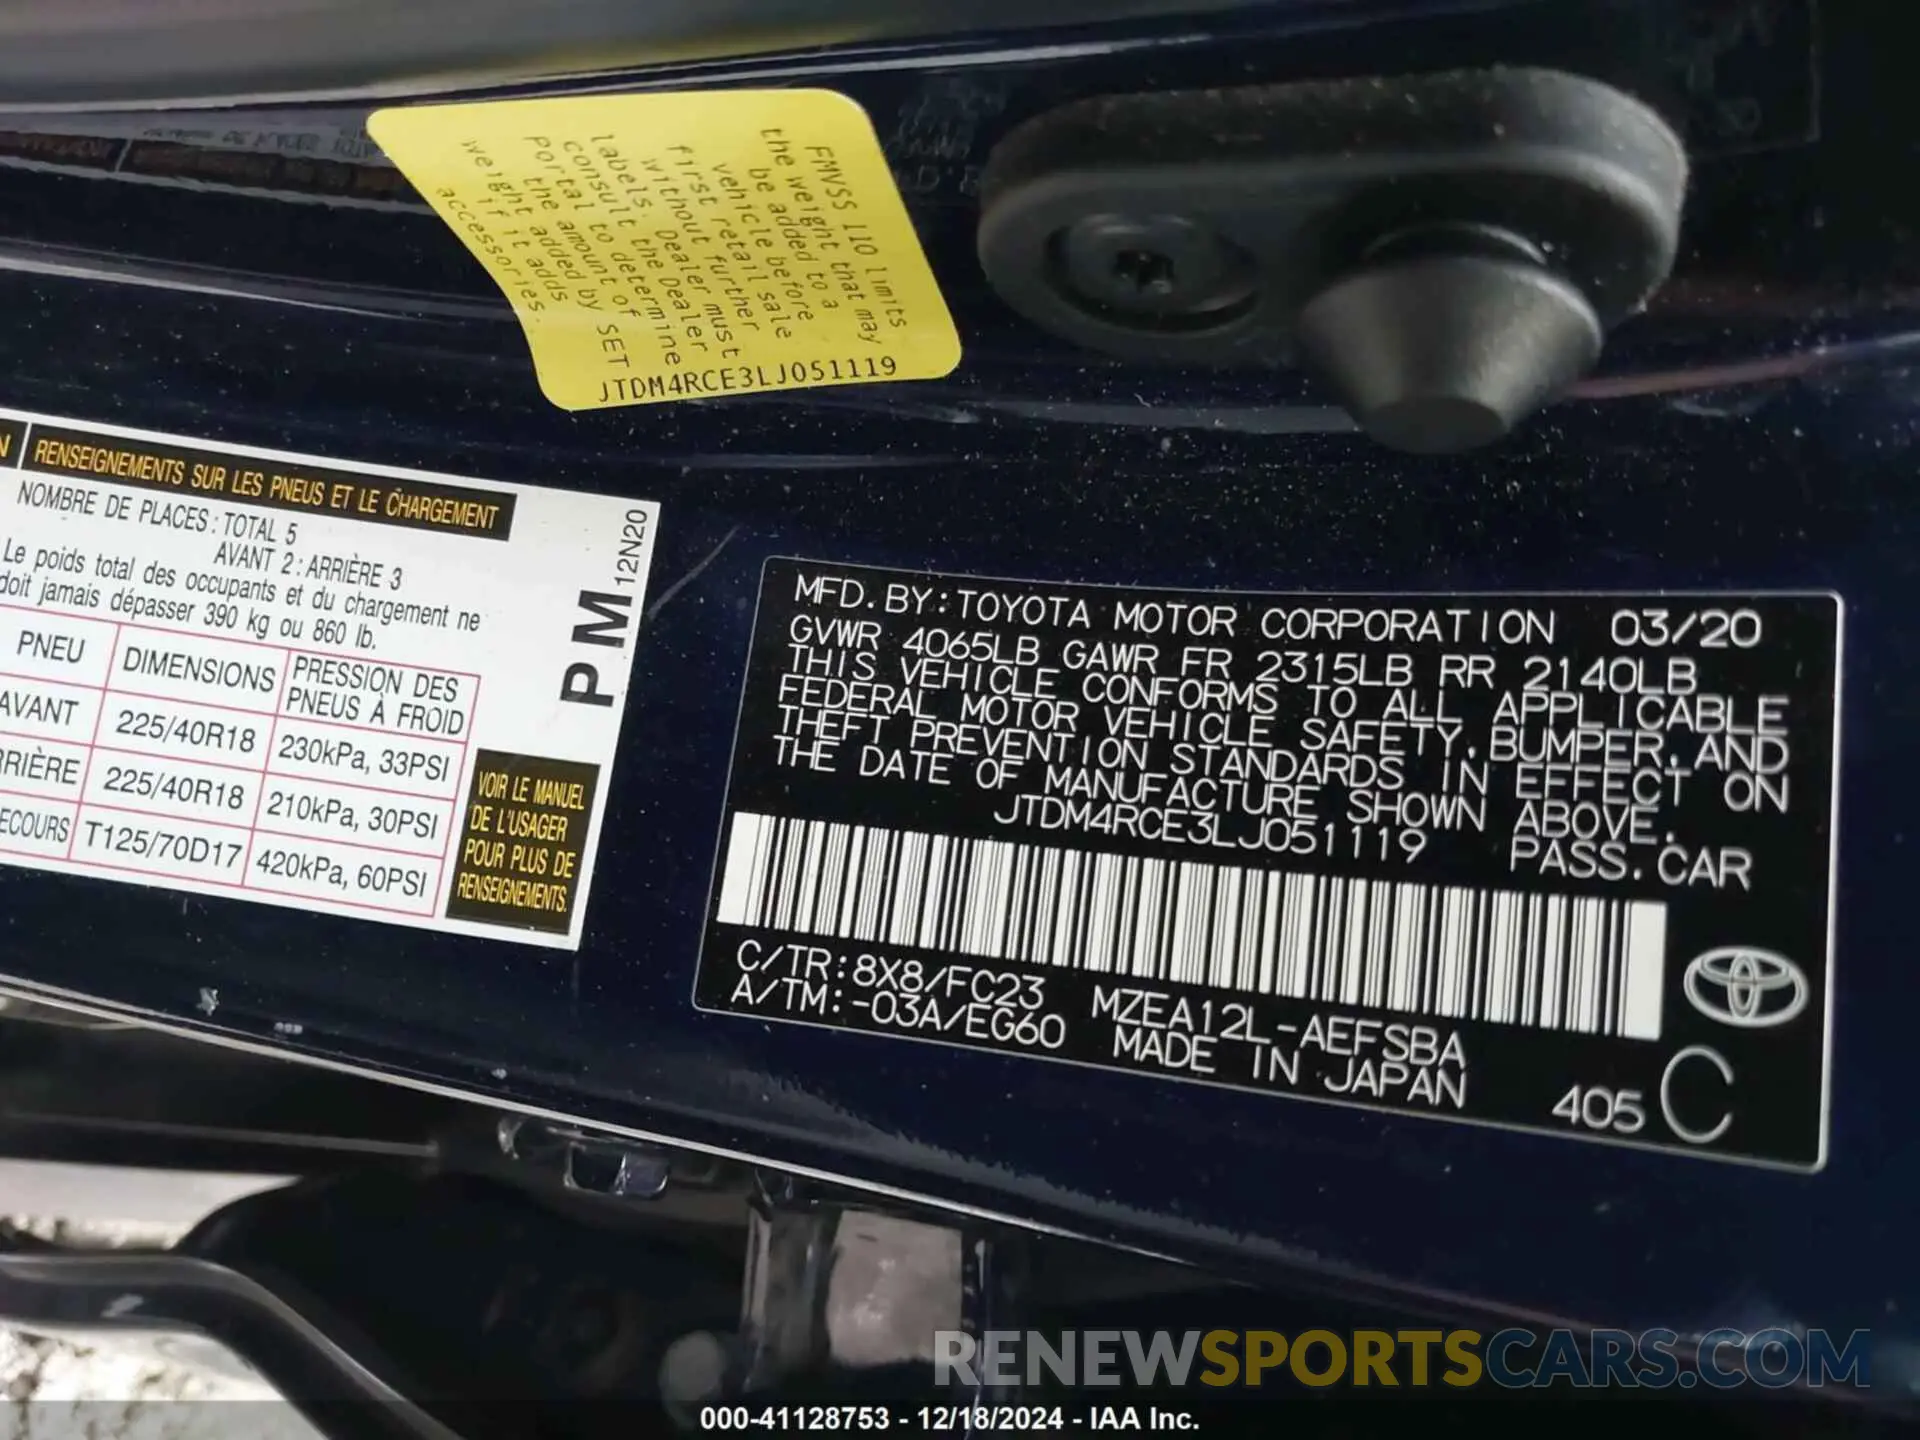 FMVSS 110 limits
the weight that may
be added to a
vehicle before
first retail sale
without further
labels. Dealer must
consult the Dealer
Portal to determine
the amount of
weight added by SET
if it adds
accessories.
JTDM4RCE3LJ051119
N
RENSEIGNEMENTS SUR LES PNEUS ET LE CHARGEMENT
NOMBRE DE PLACES : TOTAL 5
AVANT 2 : ARRIÈRE 3
Le poids total des occupants et du chargement ne
doit jamais dépasser 390 kg ou 860 lb.
PNEU DIMENSIONS PRESSION DES
PNEUS À FROID
AVANT 225/40R18 230kPa, 33PSI
RRIÈRE 225/40R18 210kPa, 30PSI
ECOURS T125/70D17 420kPa, 60PSI
VOIR LE MANUEL
DE L'USAGER
POUR PLUS DE
RENSEIGNEMENTS.
PM 12N20
MFD. BY: TOYOTA MOTOR CORPORATION 03/20
GVWR 4065LB GAWR FR 2315LB RR 2140LB
THIS VEHICLE CONFORMS TO ALL APPLICABLE
FEDERAL MOTOR VEHICLE SAFETY, BUMPER, AND
THEFT PREVENTION STANDARDS IN EFFECT ON
THE DATE OF MANUFACTURE SHOWN ABOVE.
JTDM4RCE3LJ051119 PASS. CAR
C/TR: 8X8/FC23 MZEA12L-AEFSBA
A/TM: -03A/EG60 MADE IN JAPAN
405 C
RENEWSPORTSCARS.COM
000-41128753 - 12/18/2024 - IAA Inc.